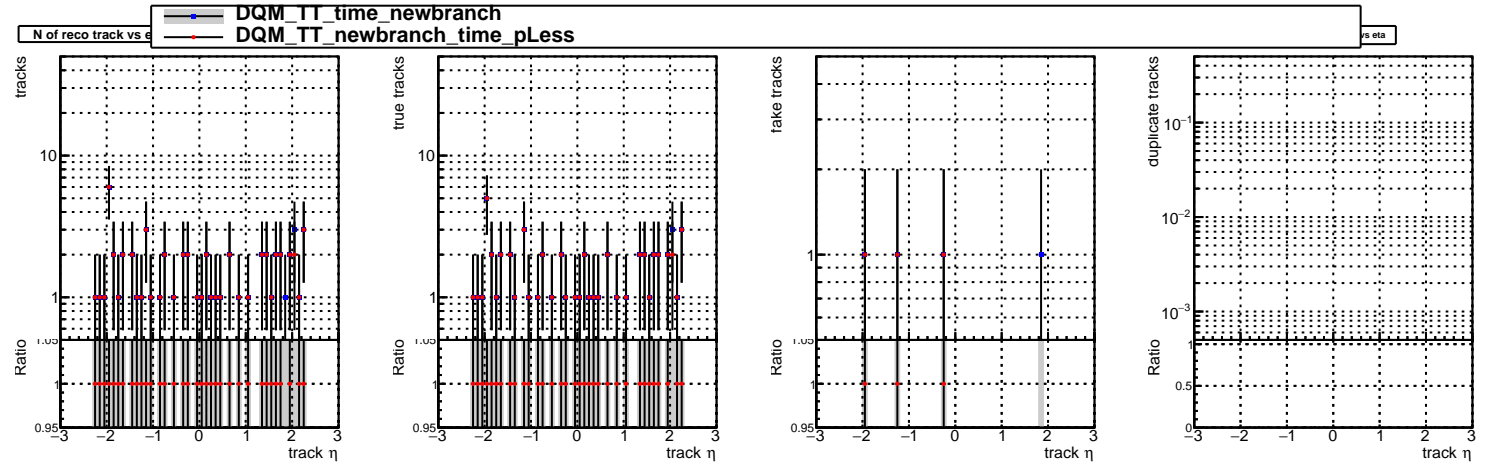 DQM_TT_time_newbranch
DQM_TT_newbranch_time_pLess
N of reco track vs e
vs eta
tracks
10
1
Ratio
1.05
1
0.95
−3 −2 −1 0 1 2 3
track η
true tracks
10
1
Ratio
1.05
1
0.95
−3 −2 −1 0 1 2 3
track η
fake tracks
1
Ratio
1.05
1
0.95
−3 −2 −1 0 1 2 3
track η
duplicate tracks
10−1
10−2
10−3
Ratio
1
0.5
0
−3 −2 −1 0 1 2 3
track η